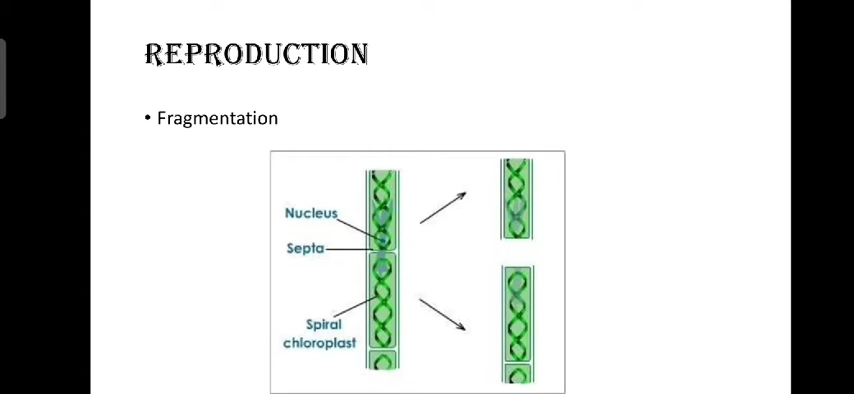 REPRODUCTION
• Fragmentation
Nucleus
Septa
Spiral
chloroplast